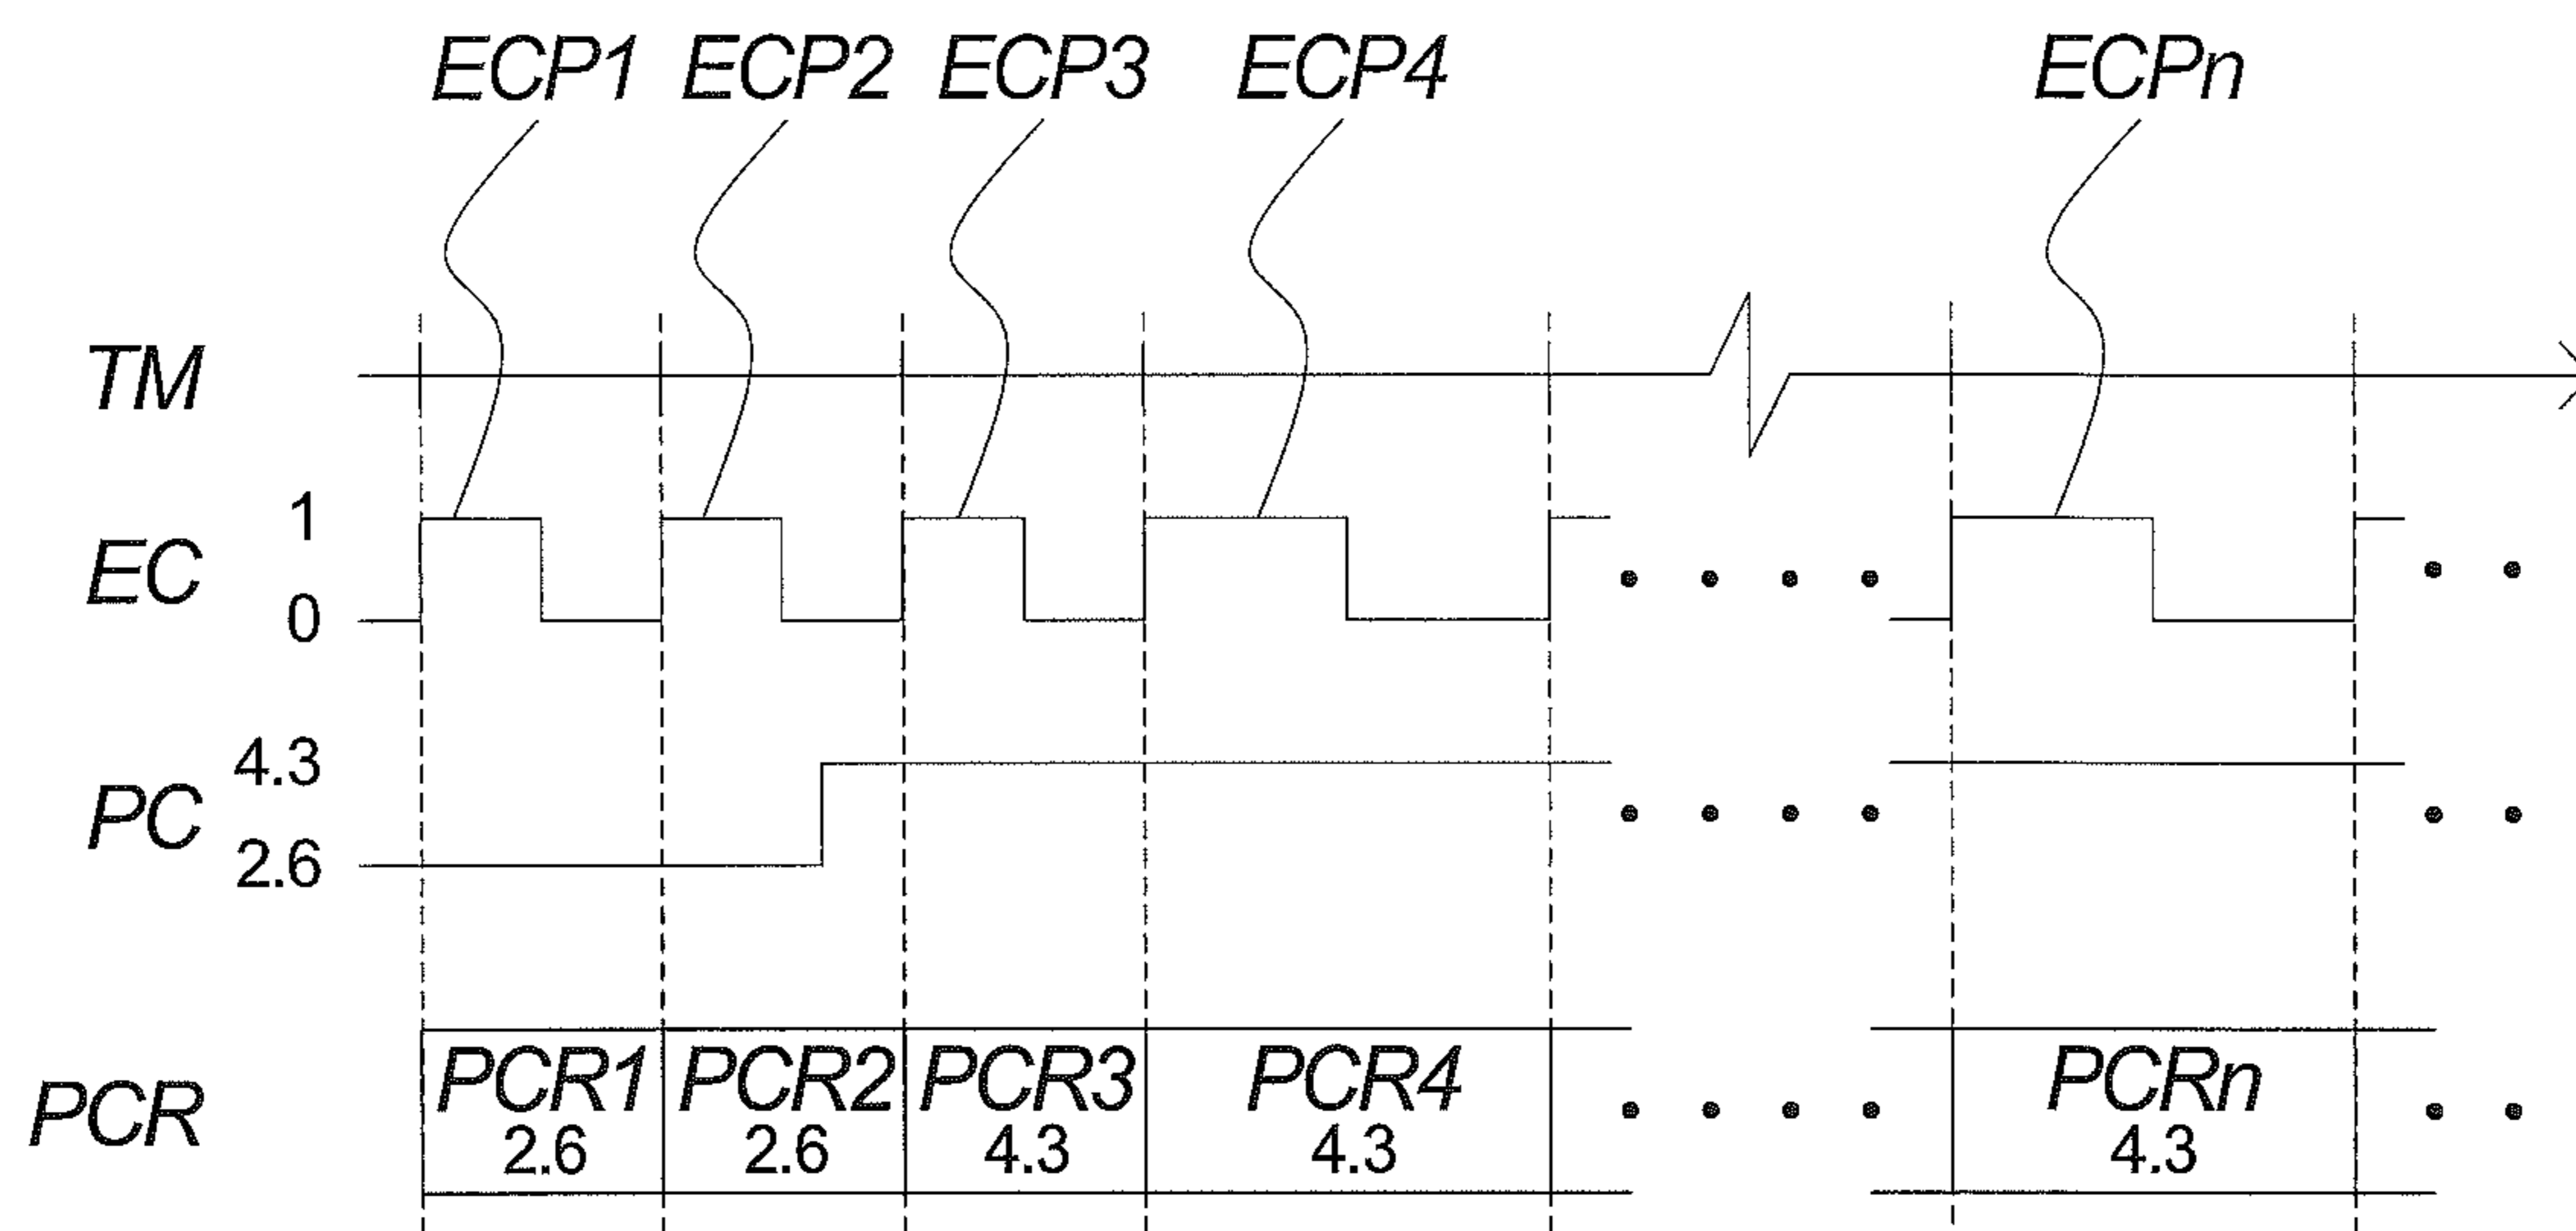 ECP1 ECP2 ECP3 ECP4 ECPn
TM
1
EC
0
4.3
PC
2.6
PCR1 PCR2 PCR3 PCR4 PCRn
PCR
2.6 2.6 4.3 4.3 4.3